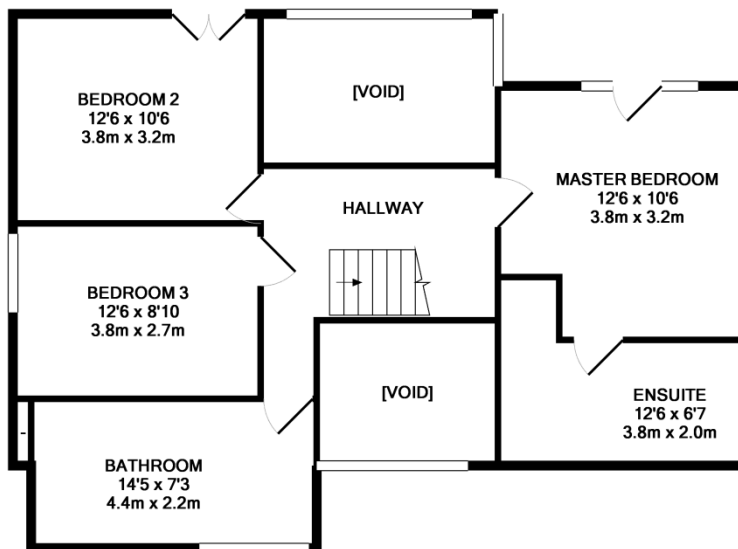 BEDROOM 2
12'6 x 10'6
3.8m x 3.2m
[VOID]
MASTER BEDROOM
12'6 x 10'6
3.8m x 3.2m
HALLWAY
BEDROOM 3
12'6 x 8'10
3.8m x 2.7m
[VOID]
ENSUITE
12'6 x 6'7
3.8m x 2.0m
BATHROOM
14'5 x 7'3
4.4m x 2.2m